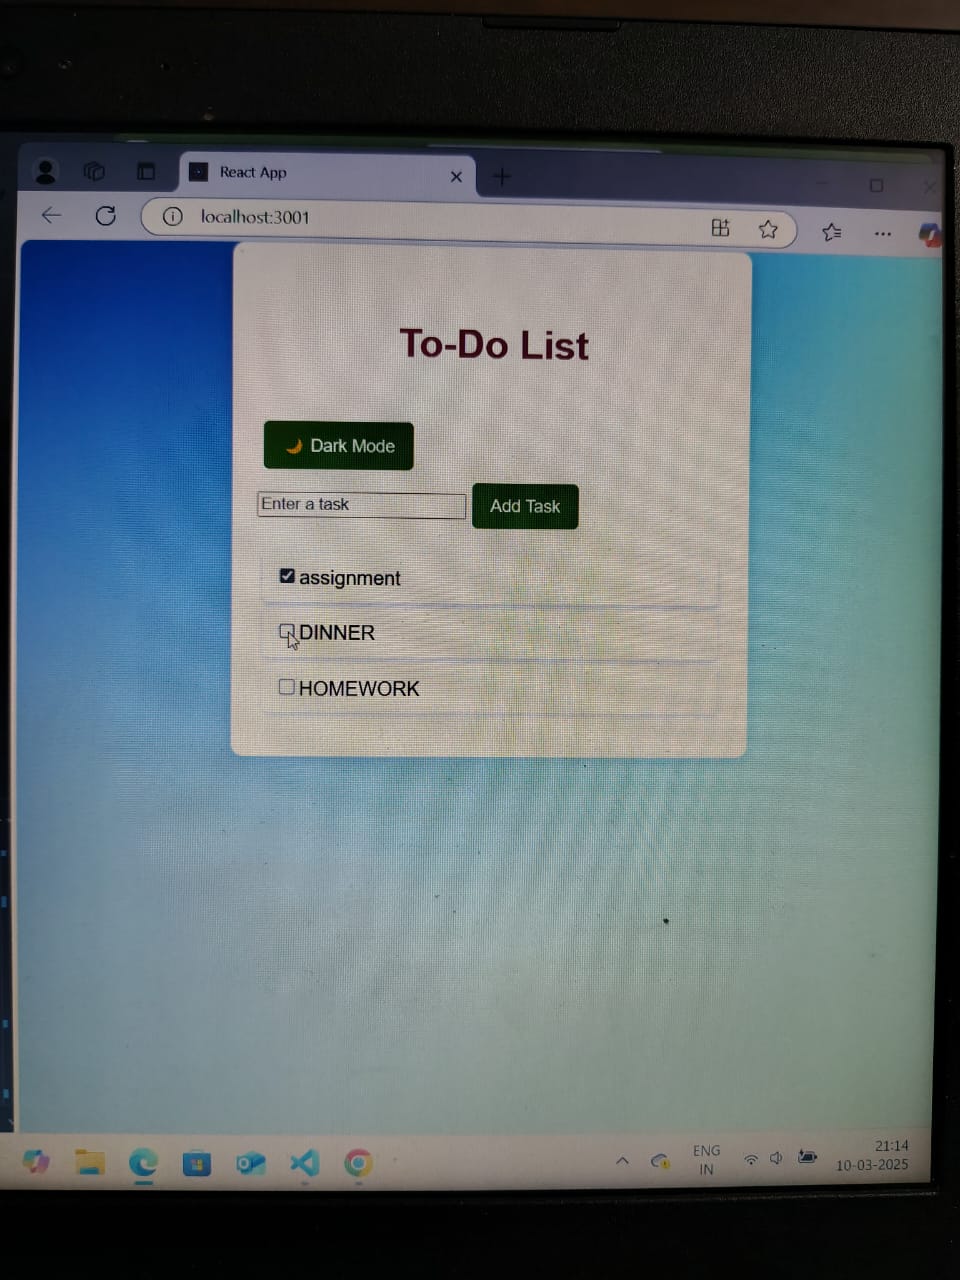 React App
localhost:3001
To-Do List
🌙 Dark Mode
Enter a task
Add Task
assignment
DINNER
HOMEWORK
ENG
IN
21:14
10-03-2025